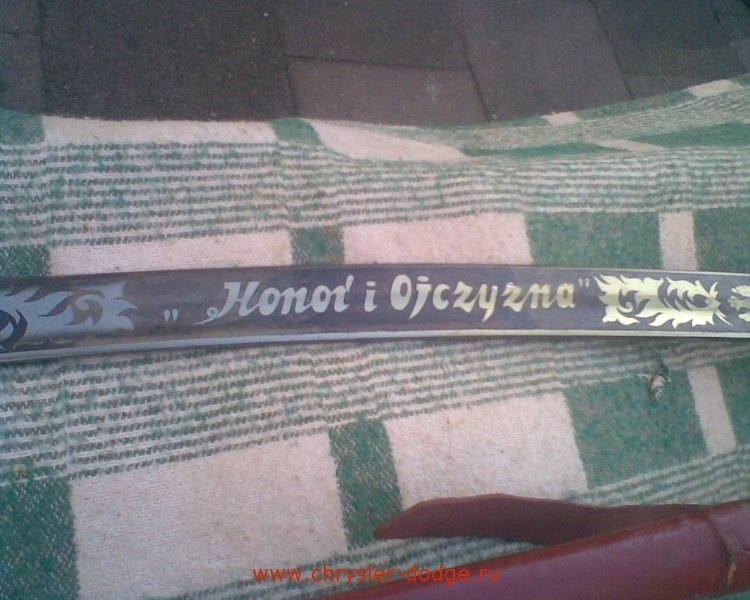 „ Honor i Ojczyzna”
www.chrysler-dodge.ru